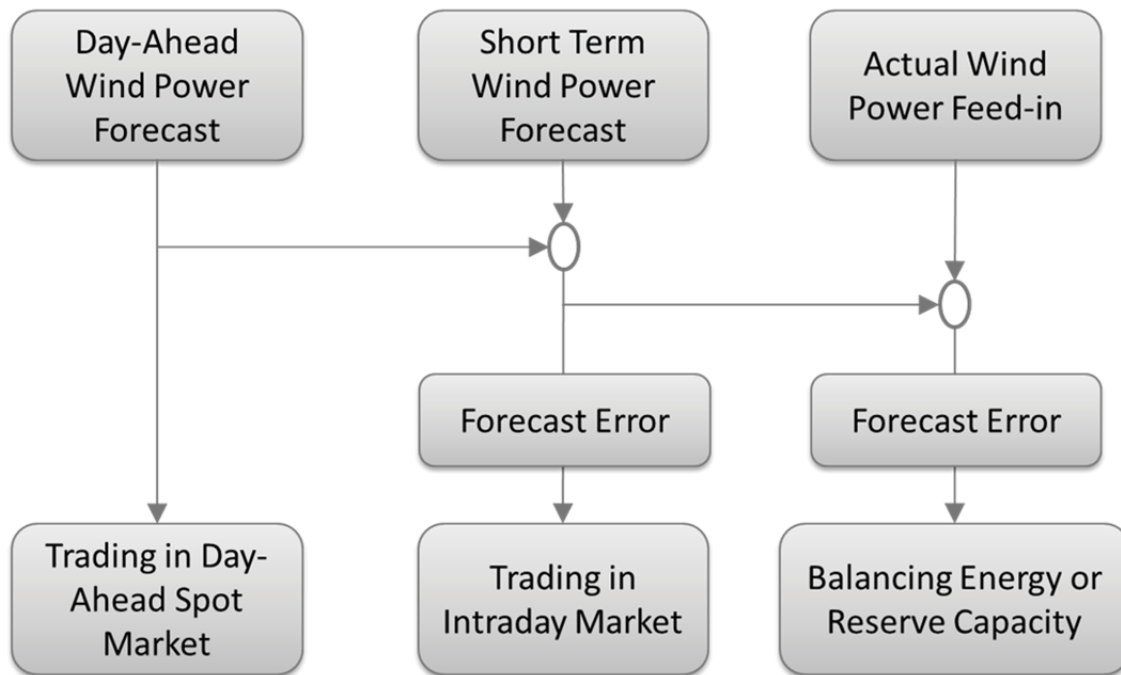 Day-Ahead
Wind Power
Forecast
Short Term
Wind Power
Forecast
Actual Wind
Power Feed-in
Forecast Error
Forecast Error
Trading in Day-
Ahead Spot
Market
Trading in
Intraday Market
Balancing Energy or
Reserve Capacity